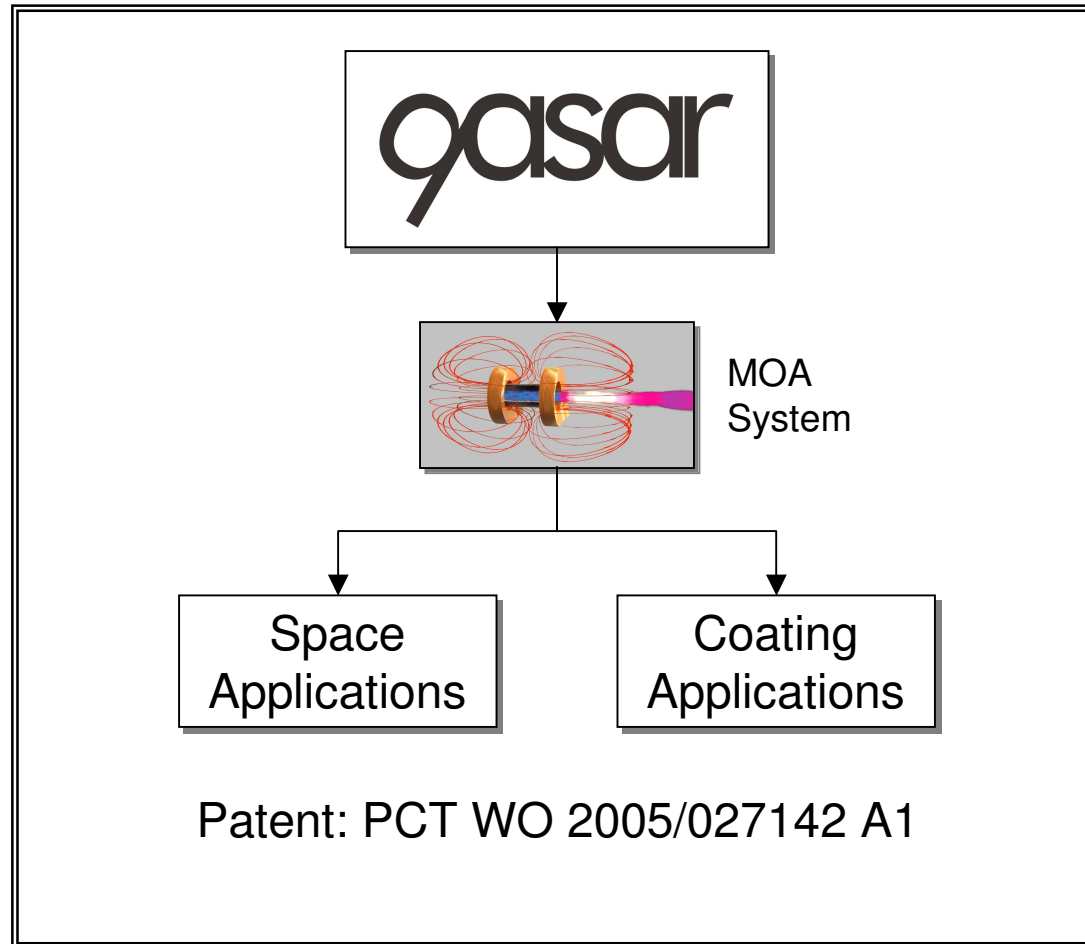 qasar
MOA
System
Space
Applications
Coating
Applications
Patent: PCT WO 2005/027142 A1